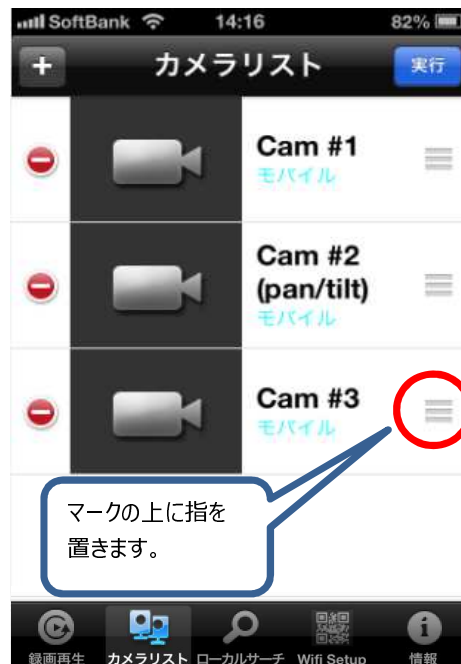 SoftBank 14:16 82%
カメラリスト
実行
Cam #1
モバイル
Cam #2
(pan/tilt)
モバイル
Cam #3
モバイル
マークの上に指を
置きます。
録画再生 カメラリスト ローカルサーチ Wifi Setup 情報